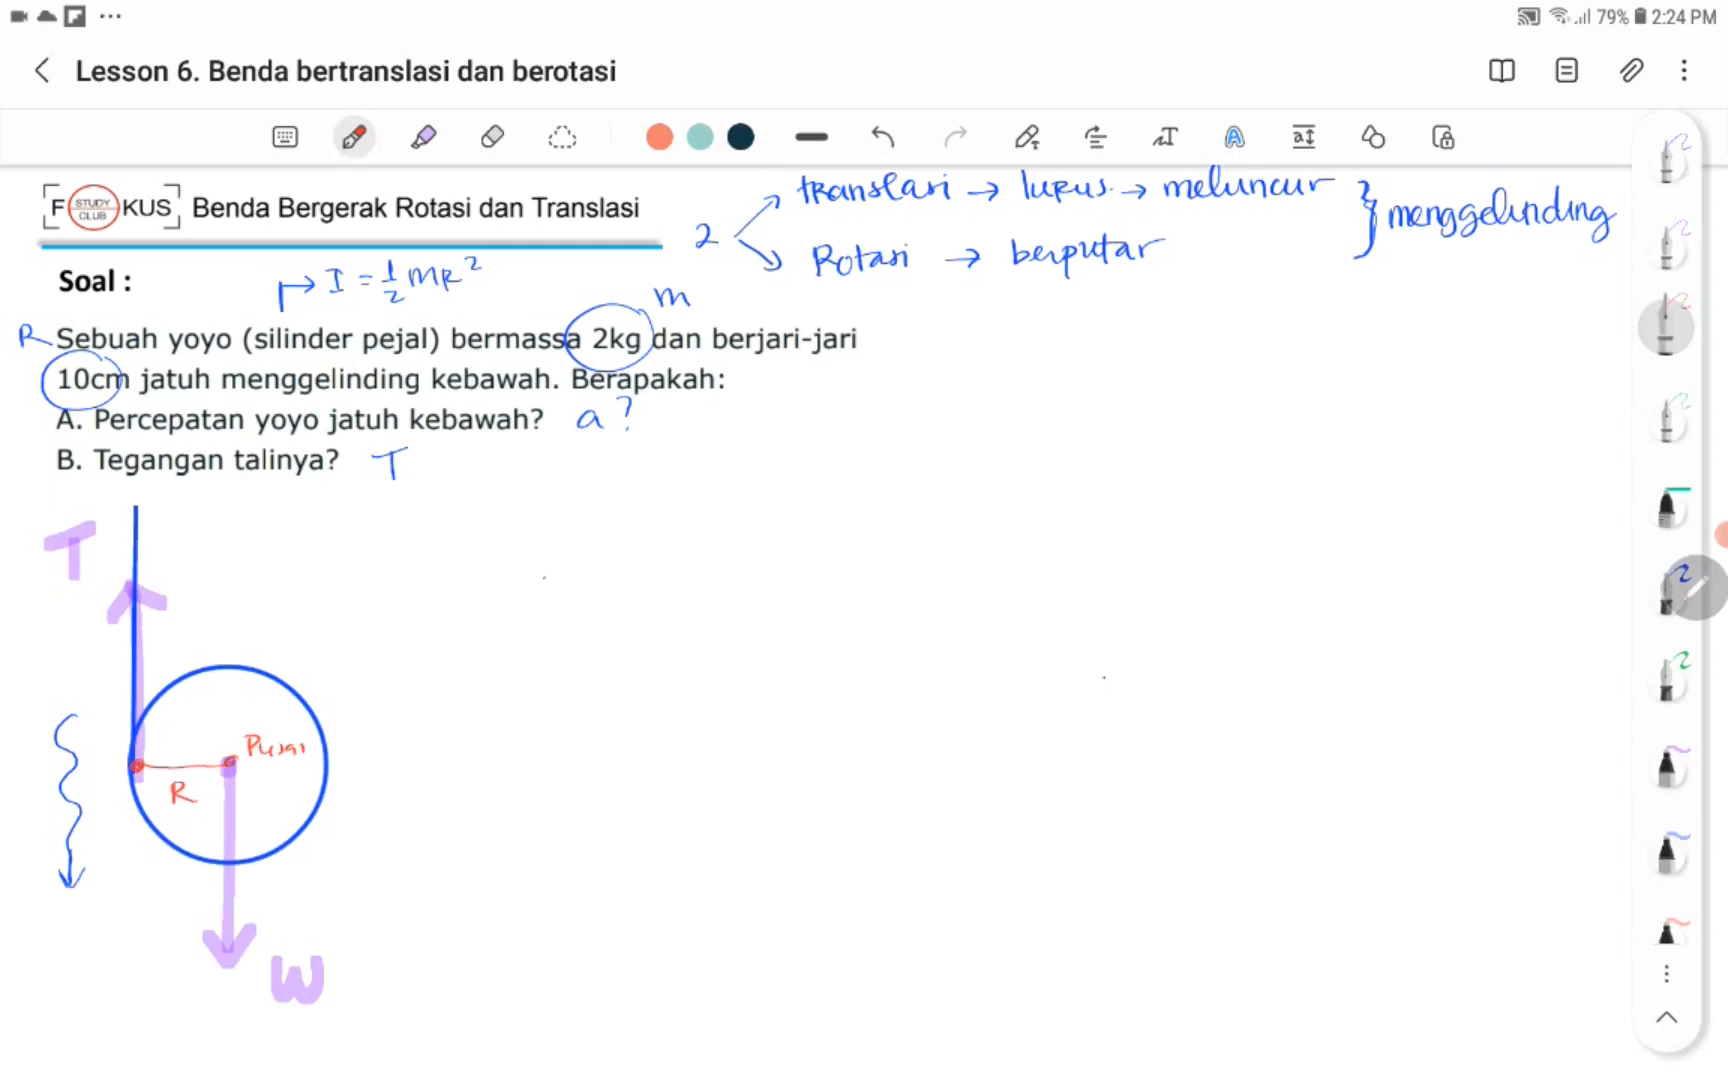 79% 2:24 PM
Lesson 6. Benda bertranslasi dan berotasi
F STUDY CLUB KUS Benda Bergerak Rotasi dan Translasi
2
translasi → lurus → meluncur
Rotasi → berputar
} menggelinding
Soal :
I = 1/2 MR²
m
R
Sebuah yoyo (silinder pejal) bermassa 2kg dan berjari-jari
10cm jatuh menggelinding kebawah. Berapakah:
A. Percepatan yoyo jatuh kebawah? a ?
B. Tegangan talinya? T
T
Pusat
R
W